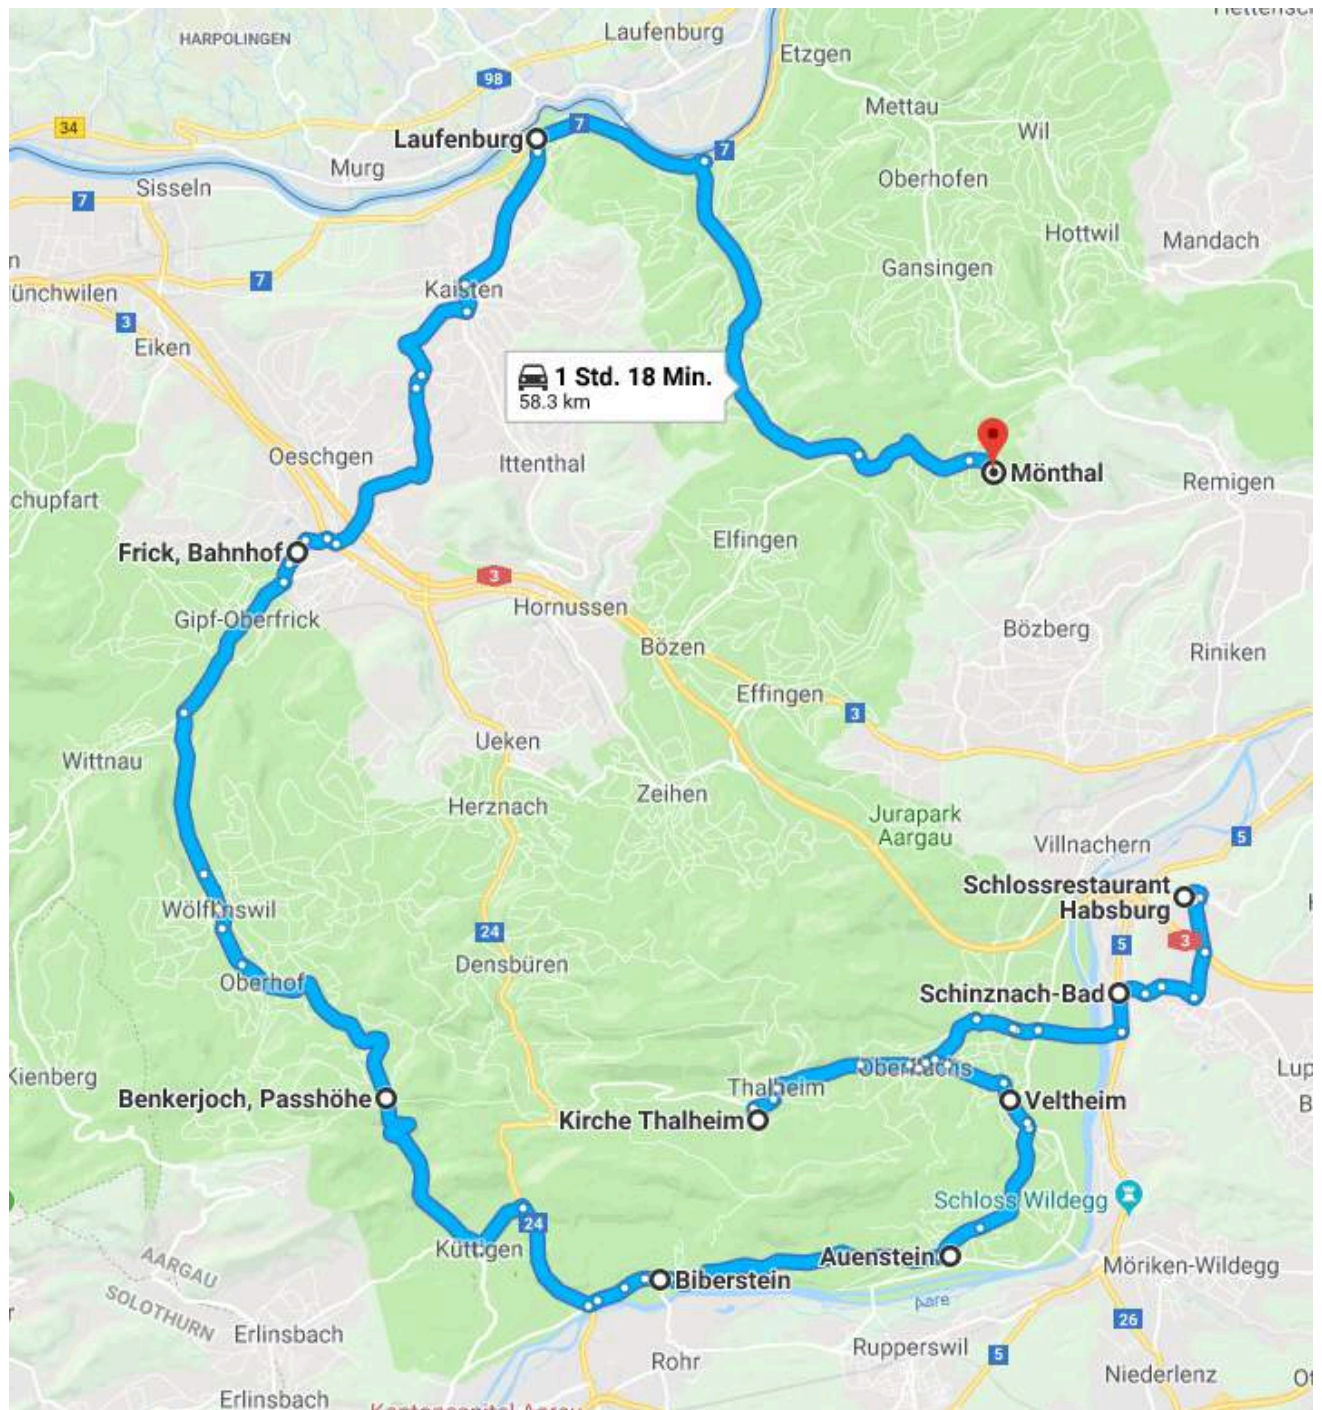 HARPOLINGEN
Laufenburg
Etzgen
98
Mettau
34
7
Wil
Laufenburg
7
Murg
Sisseln
Oberhofen
7
Hottwil
Mandach
Gansingen
7
Kaisten
3
Eiken
1 Std. 18 Min.
58.3 km
Oeschgen
Ittenthal
Mönthal
Remigen
Elfingen
Frick, Bahnhof
3
Hornussen
Gipf-Oberfrick
Bözberg
Bözen
Riniken
Effingen
3
Ueken
Wittnau
Zeihen
Herznach
Jurapark
Aargau
Villnachern
5
Schlossrestaurant
Habsburg
24
5
3
Densbüren
Oberhof
Schinznach-Bad
Kienberg
Thalheim
Benkerjoch, Passhöhe
Kirche Thalheim
Veltheim
Schloss Wildegg
24
Küttigen
AARGAU
SOLOTHURN
Auenstein
Biberstein
Möriken-Wildegg
Aare
Erlinsbach
26
Rupperswil
5
Rohr
Niederlenz
Erlinsbach